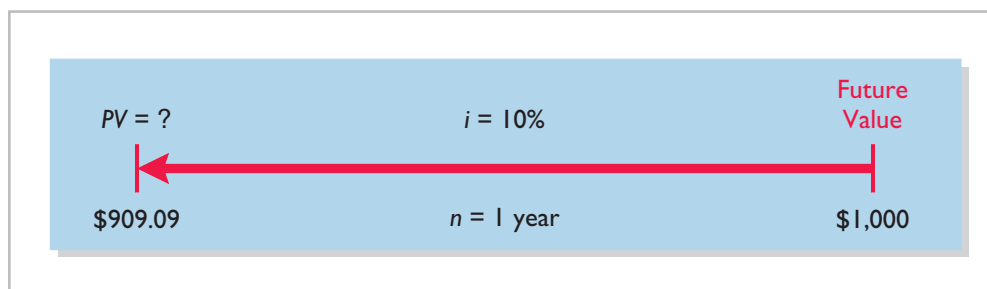 Future
PV = ? i = 10% Value
$909.09 n = 1 year $1,000